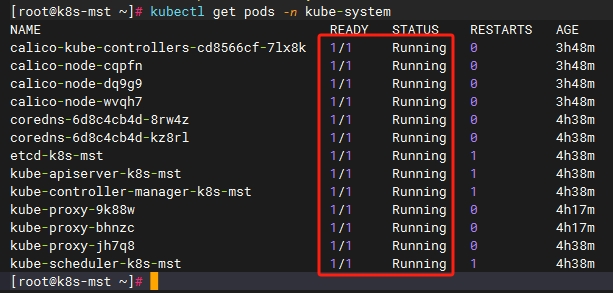 [root@k8s-mst ~]# kubectl get pods -n kube-system
NAME READY STATUS RESTARTS AGE
calico-kube-controllers-cd8566cf-7lx8k 1/1 Running 0 3h48m
calico-node-cqpfn 1/1 Running 0 3h48m
calico-node-dq9g9 1/1 Running 0 3h48m
calico-node-wvqh7 1/1 Running 0 3h48m
coredns-6d8c4cb4d-8rw4z 1/1 Running 0 4h38m
coredns-6d8c4cb4d-kz8rl 1/1 Running 0 4h38m
etcd-k8s-mst 1/1 Running 1 4h38m
kube-apiserver-k8s-mst 1/1 Running 1 4h38m
kube-controller-manager-k8s-mst 1/1 Running 1 4h38m
kube-proxy-9k88w 1/1 Running 0 4h17m
kube-proxy-bhnzc 1/1 Running 0 4h17m
kube-proxy-jh7q8 1/1 Running 0 4h38m
kube-scheduler-k8s-mst 1/1 Running 1 4h38m
[root@k8s-mst ~]#